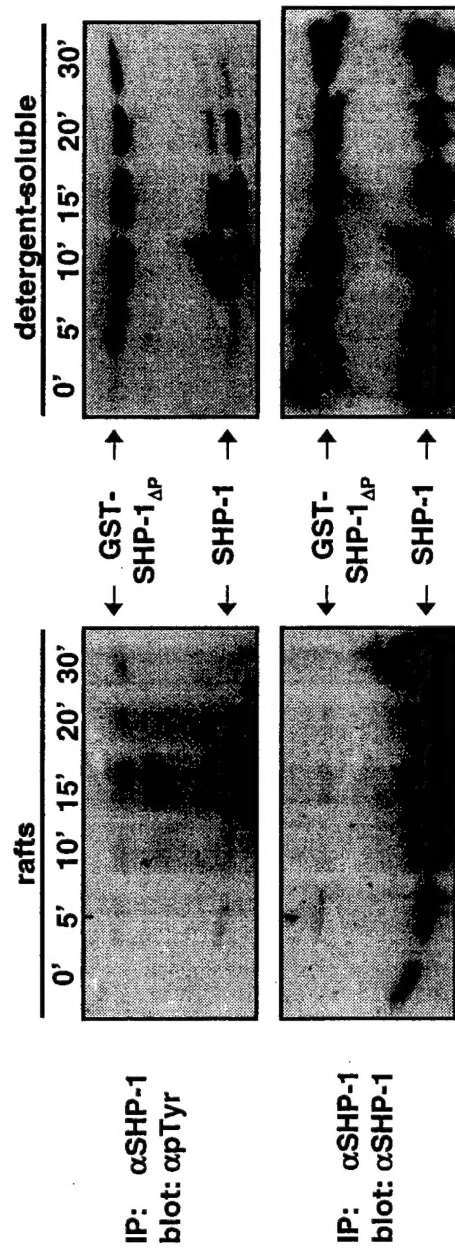 rafts
detergent-soluble
0' 5' 10' 15' 20' 30'
0' 5' 10' 15' 20' 30'
IP: αSHP-1
blot: αpTyr
← GST- →
SHP-1ΔP
← SHP-1 →
IP: αSHP-1
blot: αSHP-1
← GST- →
SHP-1ΔP
← SHP-1 →